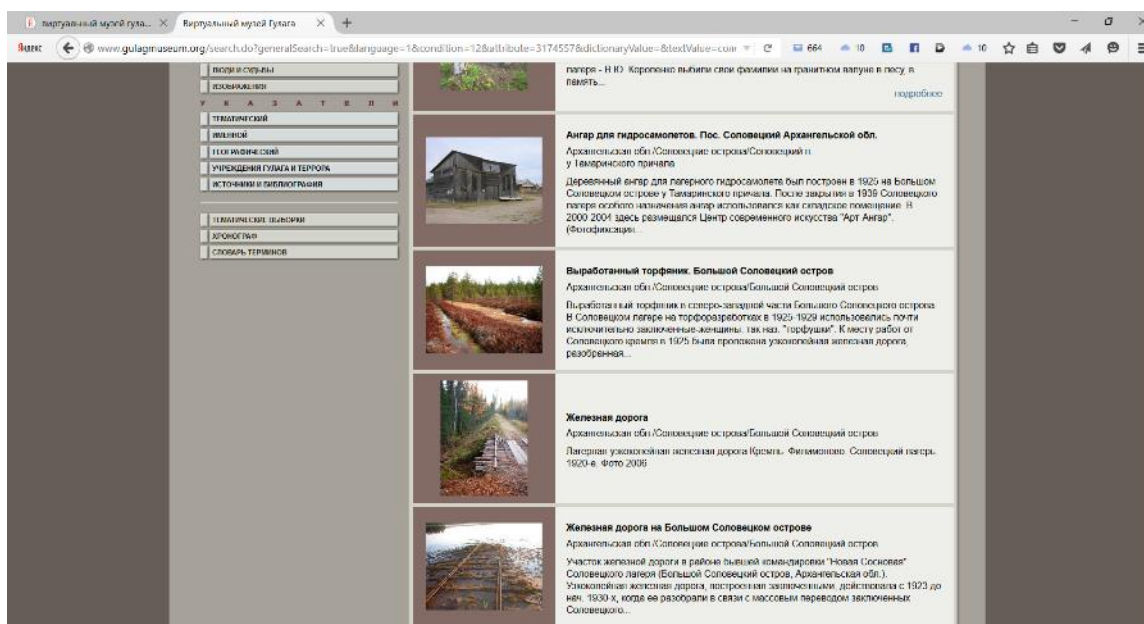 виртуальный музей гула...
Виртуальный музей Гулага
Яндекс
www.gulagmuseum.org/search.do?generalSearch=true&language=1&condition=12&attribute=3174557&dictionaryValue=&textValue=соло
664
10
10
ЛЮДИ И СУДЬБЫ
ИЗОБРАЖЕНИЯ
У К А З А Т Е Л И
ТЕМАТИЧЕСКИЙ
ИМЕННОЙ
ГЕОГРАФИЧЕСКИЙ
УЧРЕЖДЕНИЯ ГУЛАГА И ТЕРРОРА
ИСТОЧНИКИ И БИБЛИОГРАФИЯ
ТЕМАТИЧЕСКИЕ ВЫБОРКИ
ХРОНОГРАФ
СЛОВАРЬ ТЕРМИНОВ
лагеря - В.Ю. Короленко выбили свои фамилии на гранитном валуне в лесу, в
память...
подробнее
Ангар для гидросамолетов. Пос. Соловецкий Архангельской обл.
Архангельская обл./Соловецкие острова/Соловецкий п.
у Тамаринского причала
Деревянный ангар для лагерного гидросамолета был построен в 1925 на Большом
Соловецком острове у Тамаринского причала. После закрытия в 1939 Соловецкого
лагеря особого назначения ангар использовался как складское помещение. В
2000-2004 здесь размещался Центр современного искусства "Арт-Ангар".
(Фотофиксация...
Выработанный торфяник. Большой Соловецкий остров
Архангельская обл./Соловецкие острова/Большой Соловецкий остров
Выработанный торфяник в северо-западной части Большого Соловецкого острова.
В Соловецком лагере на торфоразработках в 1925-1929 использовались почти
исключительно заключенные-женщины, так наз. "торфушки". К месту работ от
Соловецкого кремля в 1925 была проложена узкоколейная железная дорога,
разобранная...
Железная дорога
Архангельская обл./Соловецкие острова/Большой Соловецкий остров
Лагерная узкоколейная железная дорога Кремль- Филимоново. Соловецкий лагерь.
1920-е. Фото 2006
Железная дорога на Большом Соловецком острове
Архангельская обл./Соловецкие острова/Большой Соловецкий остров
Участок железной дороги в районе бывшей командировки "Новая Сосновая"
Соловецкого лагеря (Большой Соловецкий остров, Архангельская обл.).
Узкоколейная железная дорога, построенная заключенными, действовала с 1923 до
нач. 1930-х, когда ее разобрали в связи с массовым переводом заключенных
Соловецкого...